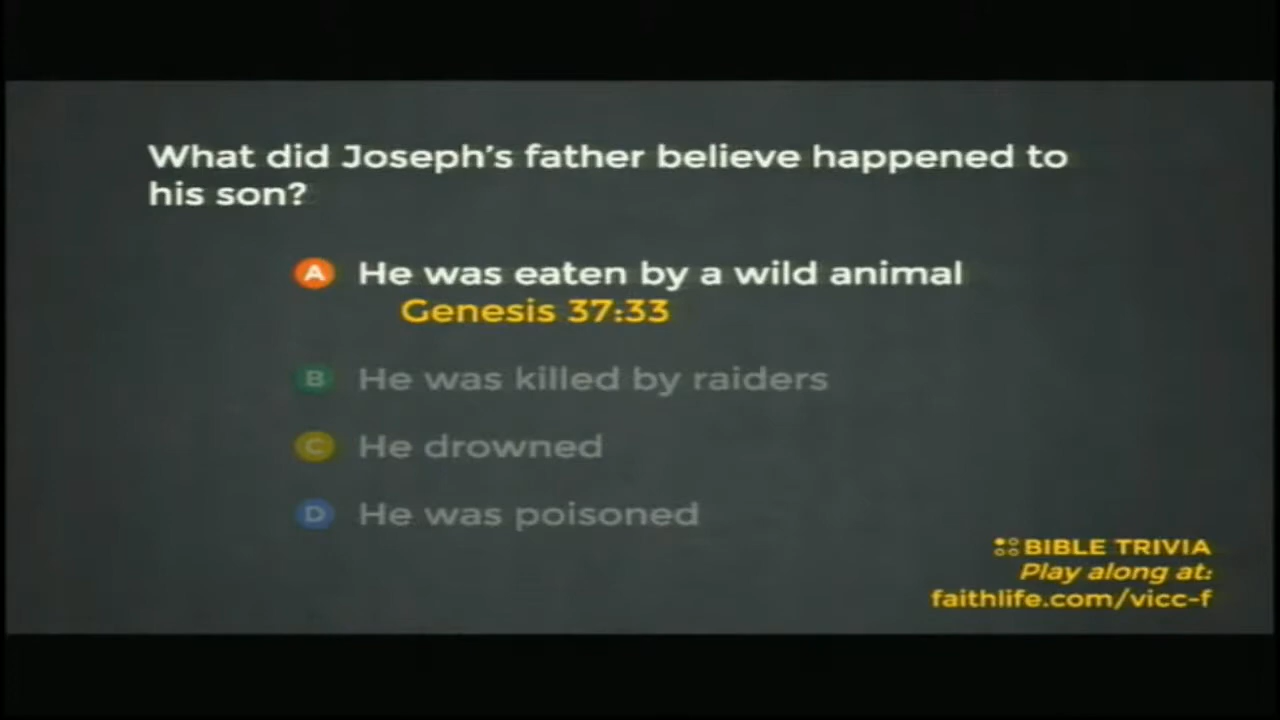 What did Joseph's father believe happened to
his son?
A He was eaten by a wild animal
Genesis 37:33
B He was killed by raiders
C He drowned
D He was poisoned
BIBLE TRIVIA
Play along at:
faithlife.com/vicc-f